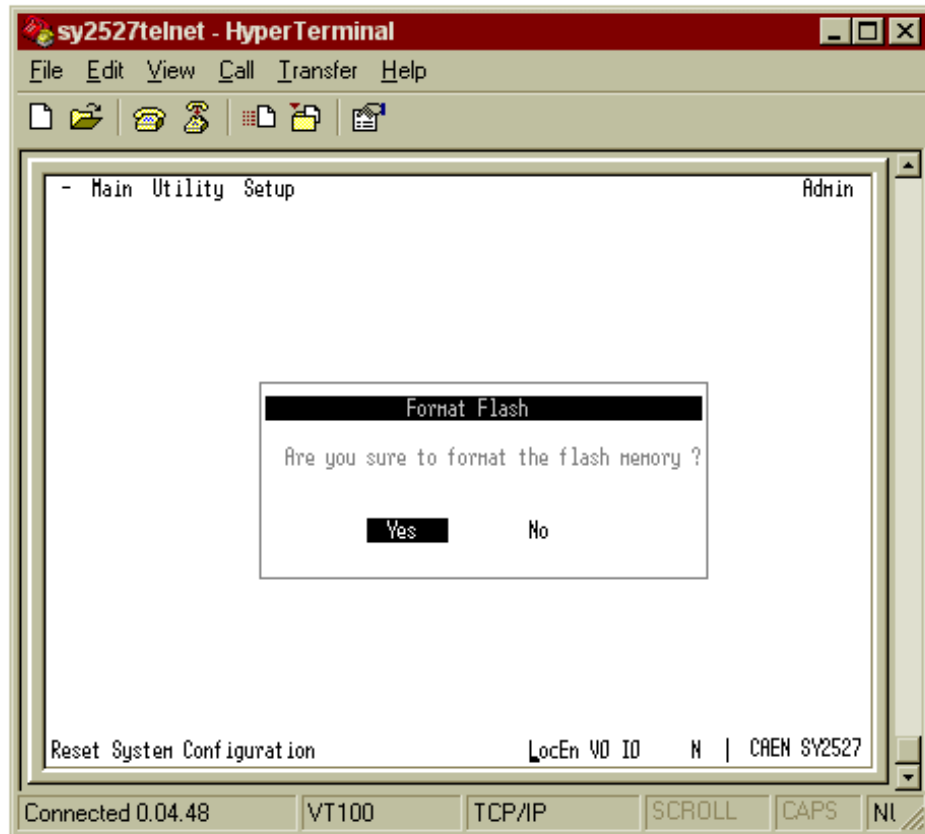 sy2527telnet - HyperTerminal
File Edit View Call Transfer Help
- Main Utility Setup Admin
Format Flash
Are you sure to format the flash memory ?
Yes No
Reset System Configuration LocEn V0 I0 N | CAEN SY2527
Connected 0.04.48 VT100 TCP/IP SCROLL CAPS